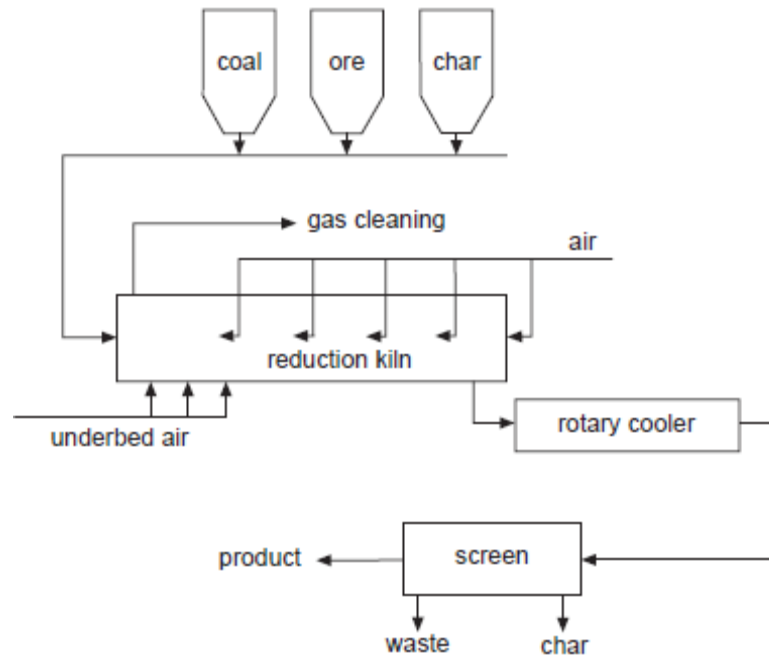 coal
ore
char
gas cleaning
air
reduction kiln
underbed air
rotary cooler
product
screen
waste
char